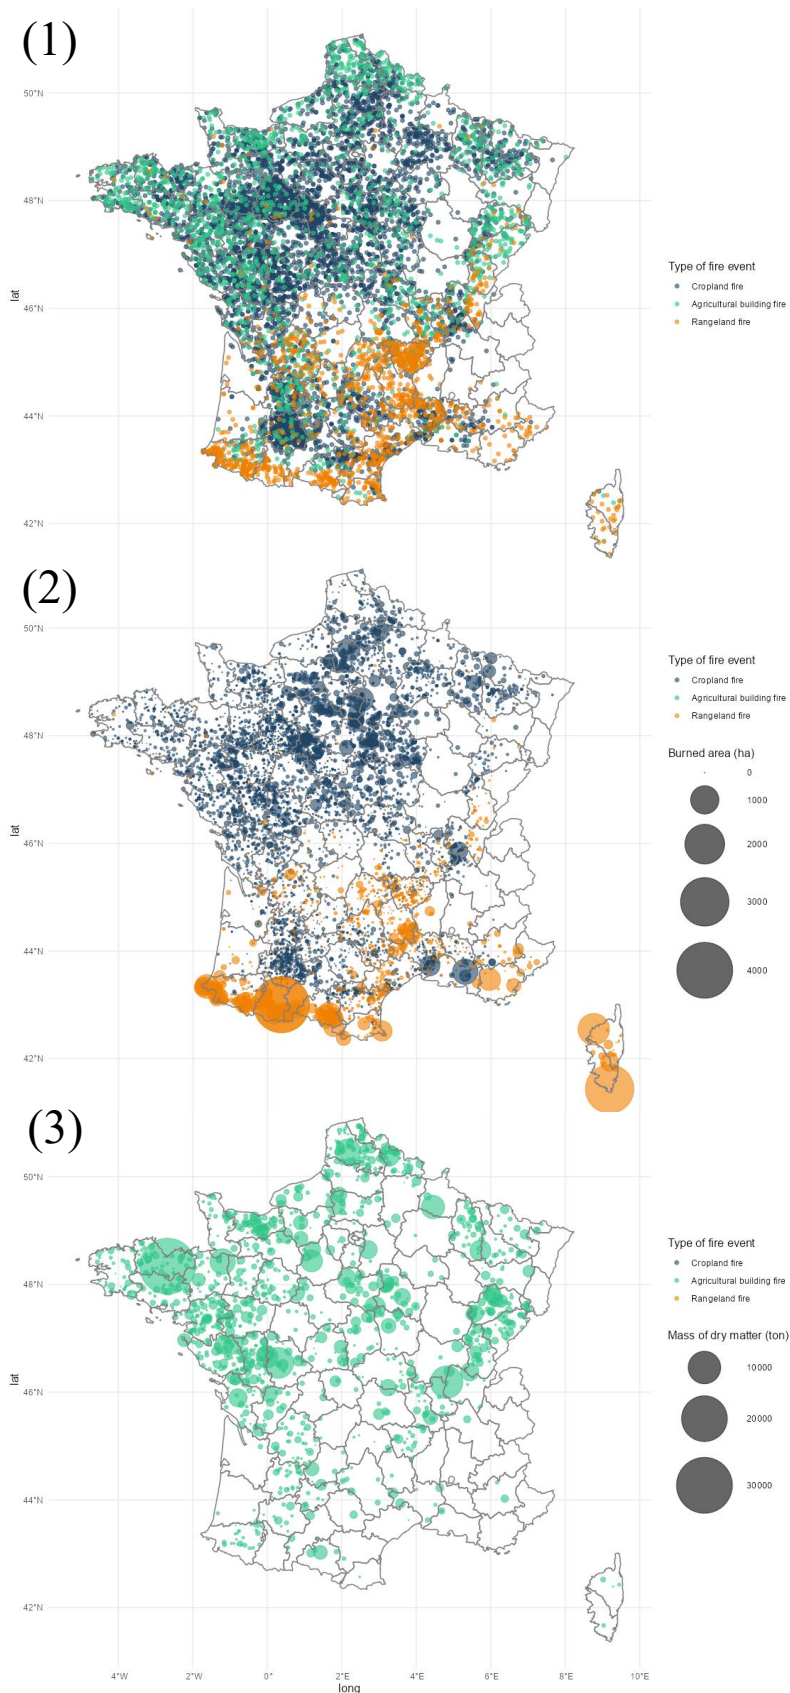 (1)
50°N
48°N
46°N
44°N
42°N
lat
Type of fire event
Cropland fire
Agricultural building fire
Rangeland fire
(2)
50°N
48°N
46°N
44°N
42°N
lat
Type of fire event
Cropland fire
Agricultural building fire
Rangeland fire
Burned area (ha)
0
1000
2000
3000
4000
(3)
50°N
48°N
46°N
44°N
42°N
lat
Type of fire event
Cropland fire
Agricultural building fire
Rangeland fire
Mass of dry matter (ton)
10000
20000
30000
4°W 2°W 0° 2°E 4°E 6°E 8°E 10°E
long